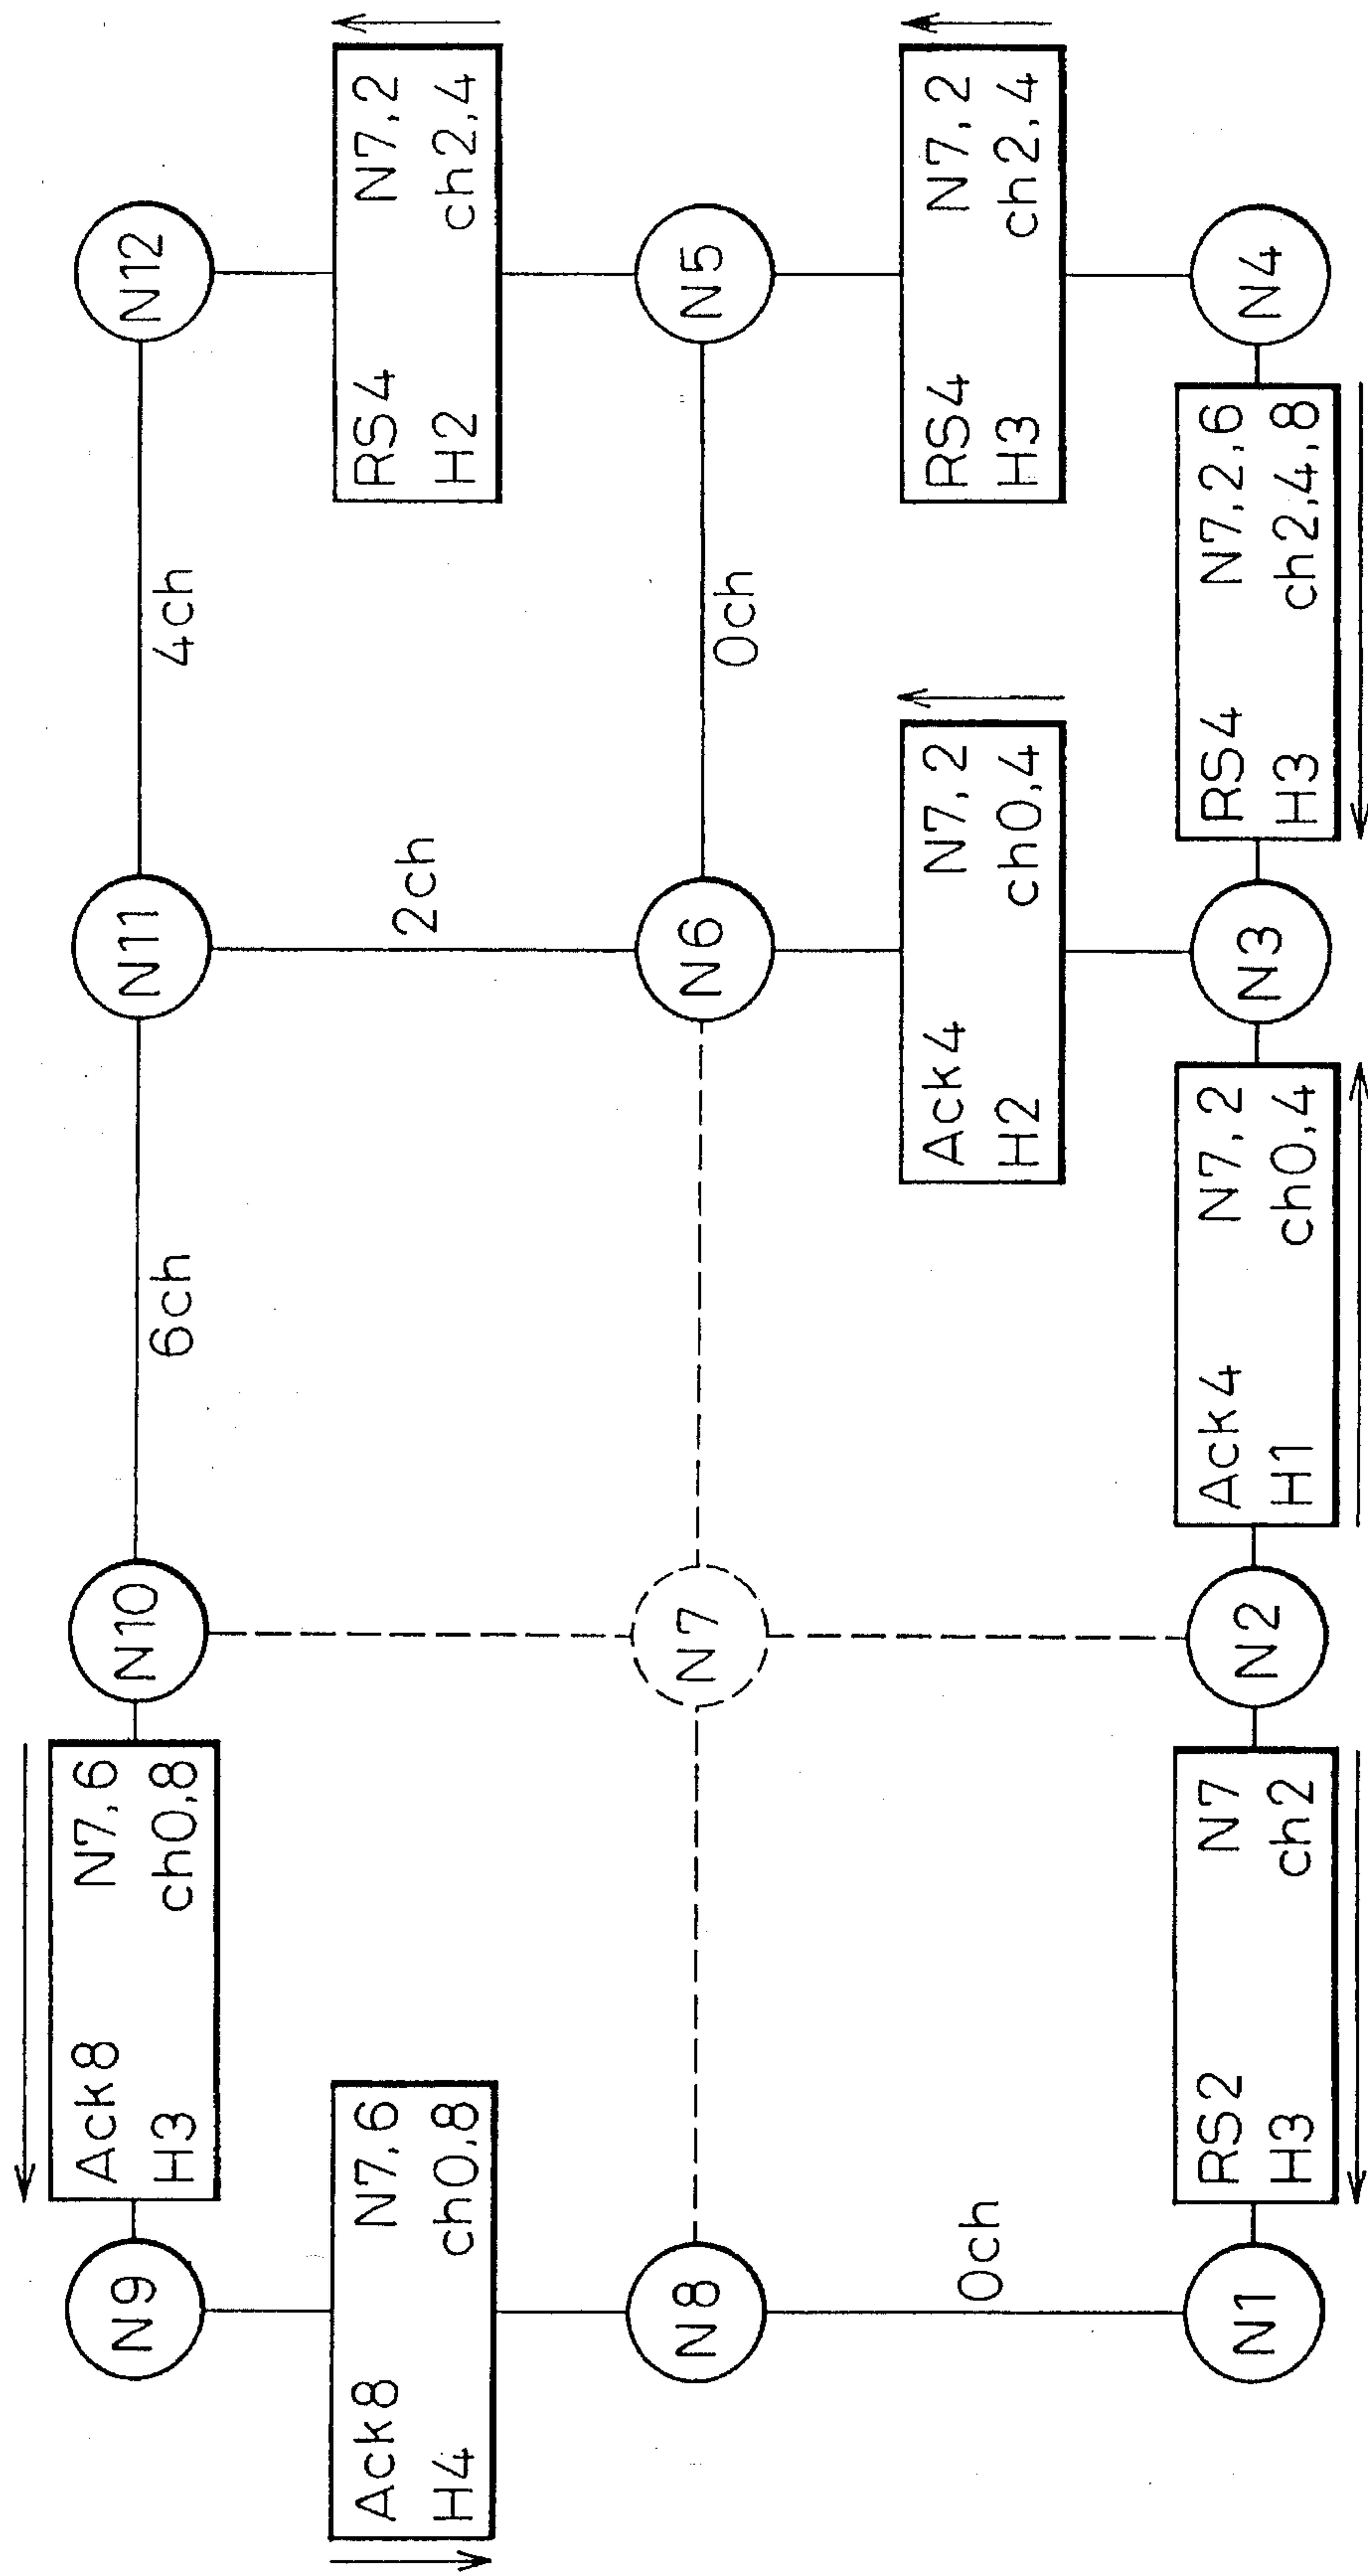 N9
Ack8 N7,6
H3 ch0,8
N10
6ch
N11
4ch
N12
Ack8 N7,6
H4 ch0,8
2ch
RS4 N7,2
H2 ch2,4
N8
N7
N6
0ch
N5
0ch
Ack4 N7,2
H2 ch0,4
RS4 N7,2
H3 ch2,4
N1
RS2 N7
H3 ch2
N2
Ack4 N7,2
H1 ch0,4
N3
RS4 N7,2,6
H3 ch2,4,8
N4